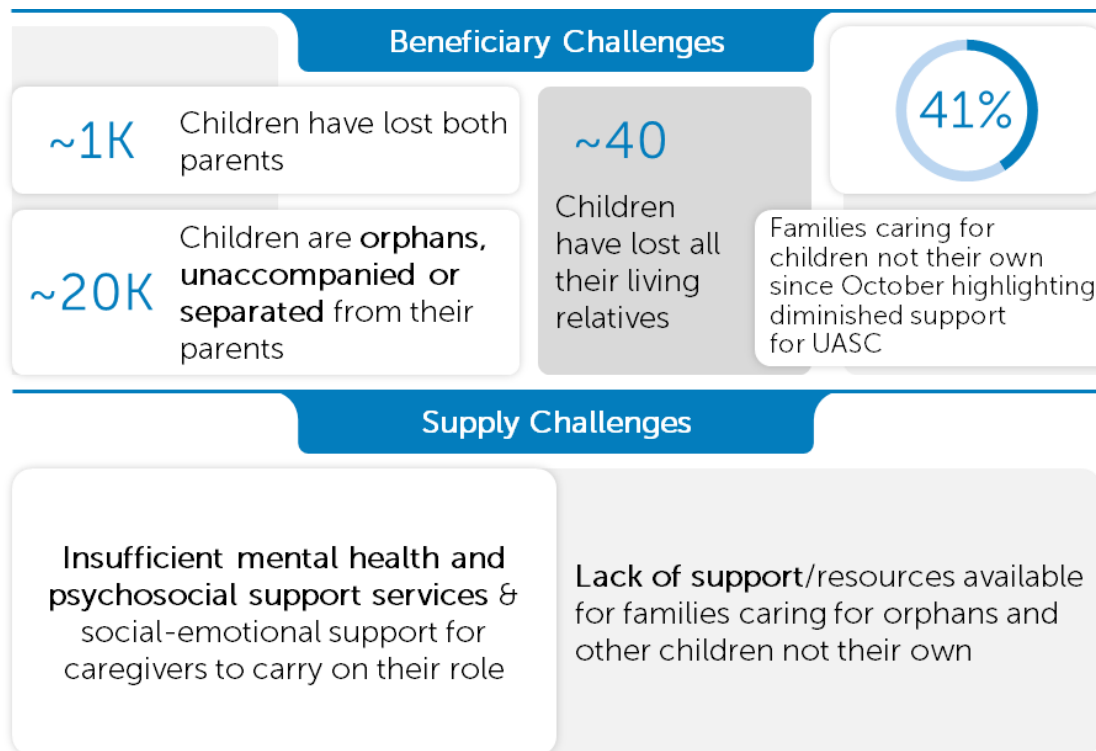 Beneficiary Challenges
~1K
Children have lost both
parents
~20K
Children are orphans,
unaccompanied or
separated from their
parents
~40
Children
have lost all
their living
relatives
41%
Families caring for
children not their own
since October highlighting
diminished support
for UASC
Supply Challenges
Insufficient mental health and
psychosocial support services &
social-emotional support for
caregivers to carry on their role
Lack of support/resources available
for families caring for orphans and
other children not their own